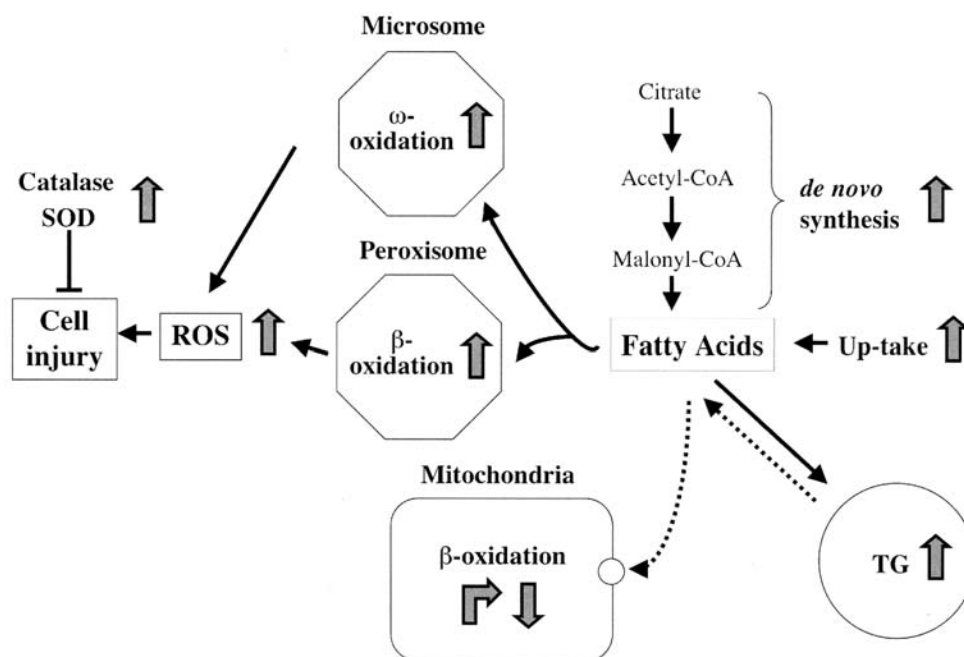 Microsome
ω-
oxidation
Citrate
Acetyl-CoA
Malonyl-CoA
de novo
synthesis
Catalase
SOD
Peroxisome
β-
oxidation
Cell
injury
ROS
Fatty Acids
Up-take
Mitochondria
β-oxidation
TG